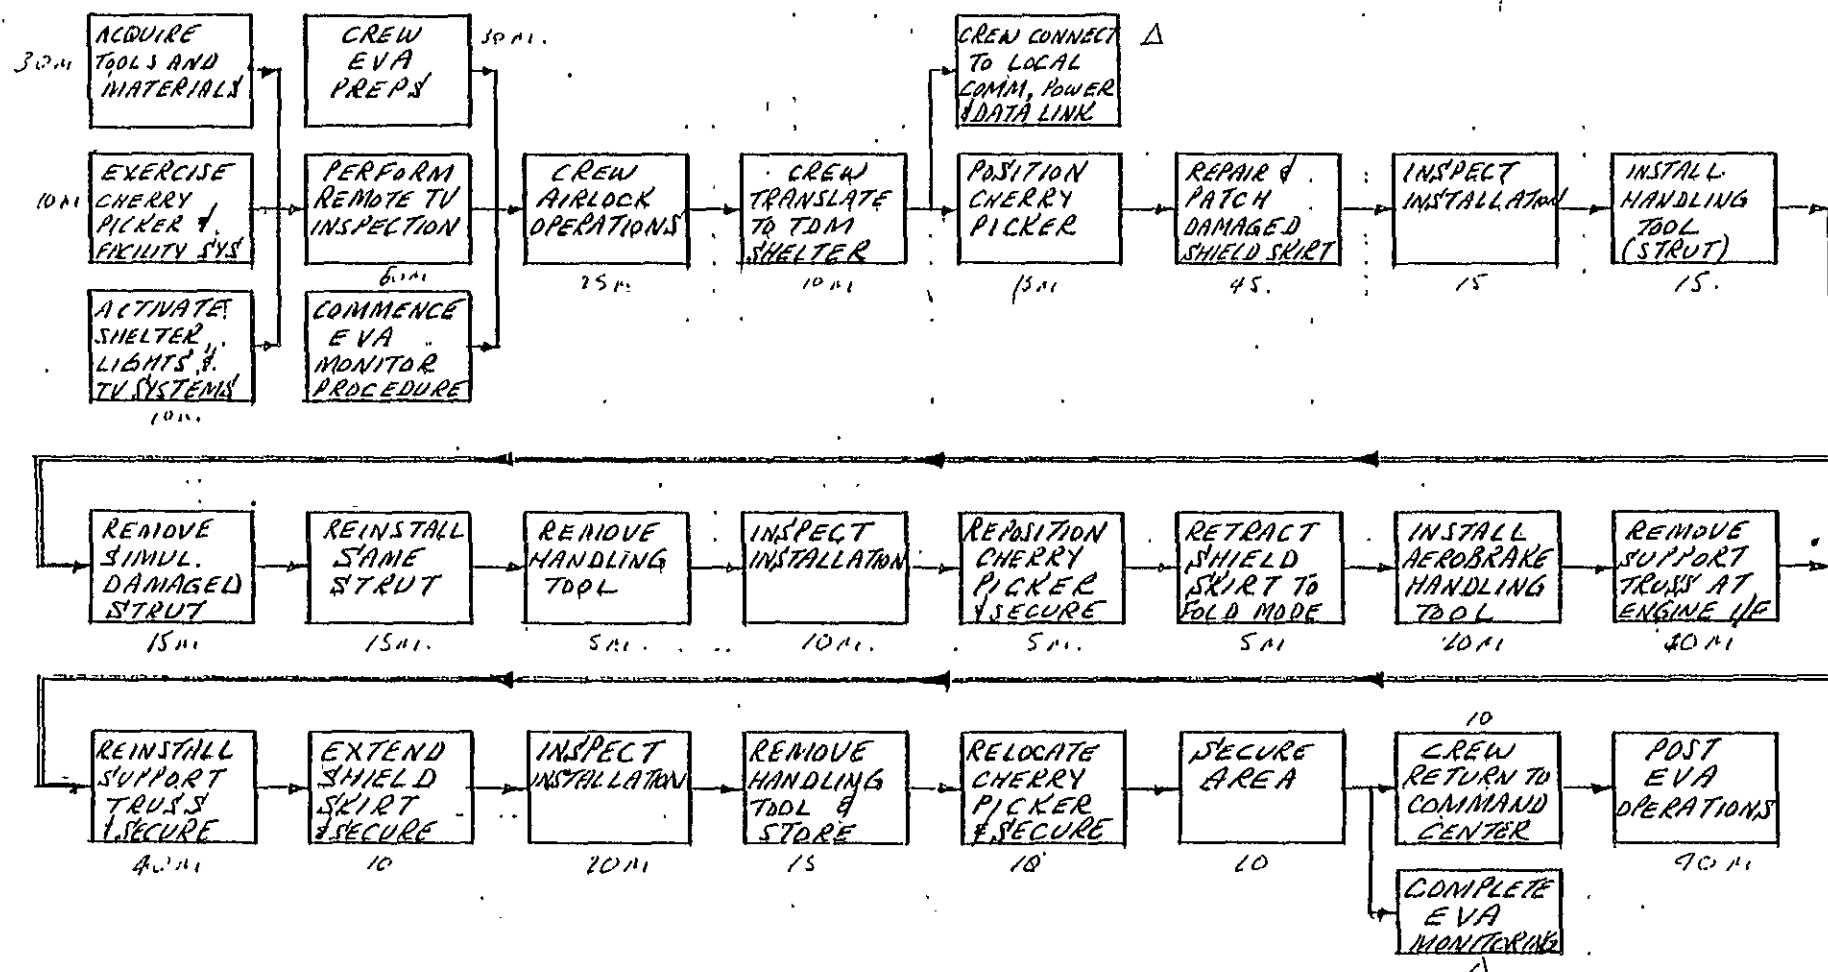 30M
ACQUIRE
TOOLS AND
MATERIALS
CREW
EVA
PREPS
CREW CONNECT
TO LOCAL
COMM, POWER
& DATA LINK
Δ
10M
EXERCISE
CHERRY
PICKER &
FICILITY SYS
PERFORM
REMOTE TV
INSPECTION
CREW
AIRLOCK
OPERATIONS
25M
CREW
TRANSLATE
TO TDM
SHELTER
10M
POSITION
CHERRY
PICKER
15M
REPAIR &
PATCH
DAMAGED
SHIELD SKIRT
45.
INSPECT
INSTALLATION
15
INSTALL
HANDLING
TOOL
(STRUT)
15.
ACTIVATE
SHELTER,
LIGHTS &
TV SYSTEMS
10M.
COMMENCE
EVA
MONITOR
PROCEDURE
REMOVE
SIMUL.
DAMAGED
STRUT
15M
REINSTALL
SAME
STRUT
15M.
REMOVE
HANDLING
TOOL
5M.
INSPECT
INSTALLATION
10M.
REPOSITION
CHERRY
PICKER
& SECURE
5M.
RETRACT
SHIELD
SKIRT TO
FOLD MODE
5M
INSTALL
AEROBRAKE
HANDLING
TOOL
20M
REMOVE
SUPPORT
TRUSS AT
ENGINE I/F
REINSTALL
SUPPORT
TRUSS
& SECURE
40M
EXTEND
SHIELD
SKIRT
& SECURE
10
INSPECT
INSTALLATION
20M
REMOVE
HANDLING
TOOL &
STORE
15
RELOCATE
CHERRY
PICKER
& SECURE
10
SECURE
AREA
20
10
CREW
RETURN TO
COMMAND
CENTER
POST
EVA
OPERATIONS
90M
COMPLETE
EVA
MONITORING